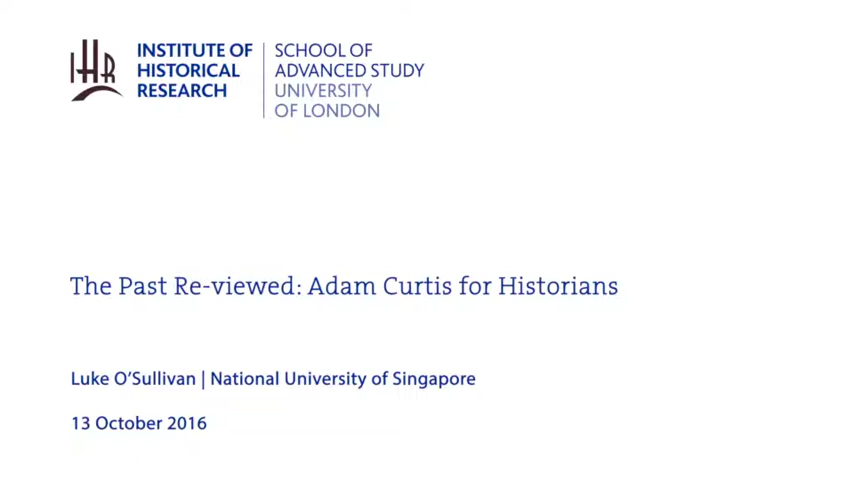 IHR
INSTITUTE OF
HISTORICAL
RESEARCH
SCHOOL OF
ADVANCED STUDY
UNIVERSITY
OF LONDON
The Past Re-viewed: Adam Curtis for Historians
Luke O’Sullivan | National University of Singapore
13 October 2016